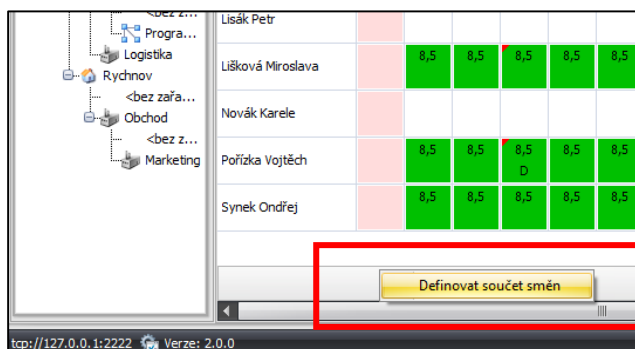 <bez z...
Progra...
Logistika
Rychnov
<bez zařa...
Obchod
<bez z...
Marketing
Lisák Petr
Lišková Miroslava 8,5 8,5 8,5 8,5 8,5
Novák Karele
Pořízka Vojtěch 8,5 8,5 8,5 8,5 8,5
D
Synek Ondřej 8,5 8,5 8,5 8,5 8,5
Definovat součet směn
tcp://127.0.0.1:2222 Verze: 2.0.0